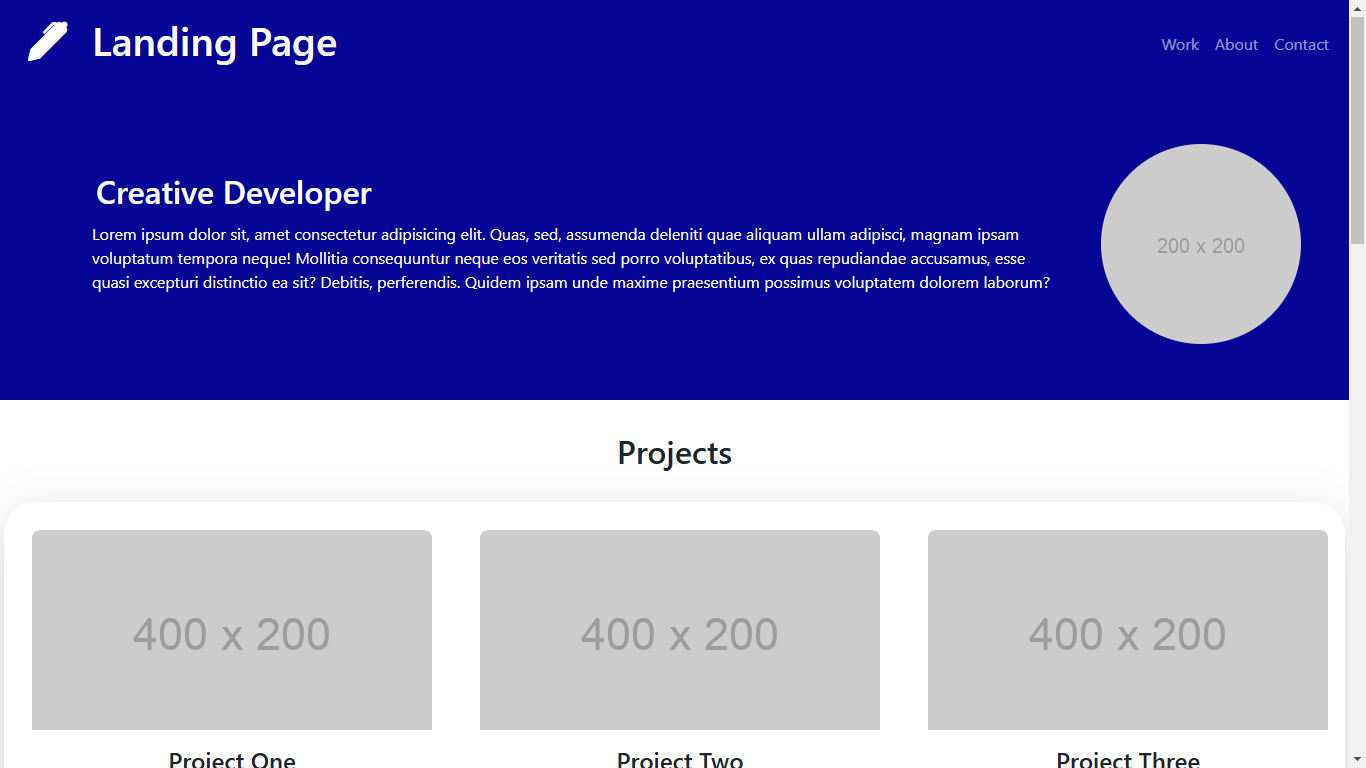 Landing Page
Work About Contact
Creative Developer
Lorem ipsum dolor sit, amet consectetur adipisicing elit. Quas, sed, assumenda deleniti quae aliquam ullam adipisci, magnam ipsam
voluptatum tempora neque! Mollitia consequuntur neque eos veritatis sed porro voluptatibus, ex quas repudiandae accusamus, esse
quasi excepturi distinctio ea sit? Debitis, perferendis. Quidem ipsam unde maxime praesentium possimus voluptatem dolorem laborum?
200 x 200
Projects
400 x 200
400 x 200
400 x 200
Project One
Project Two
Project Three